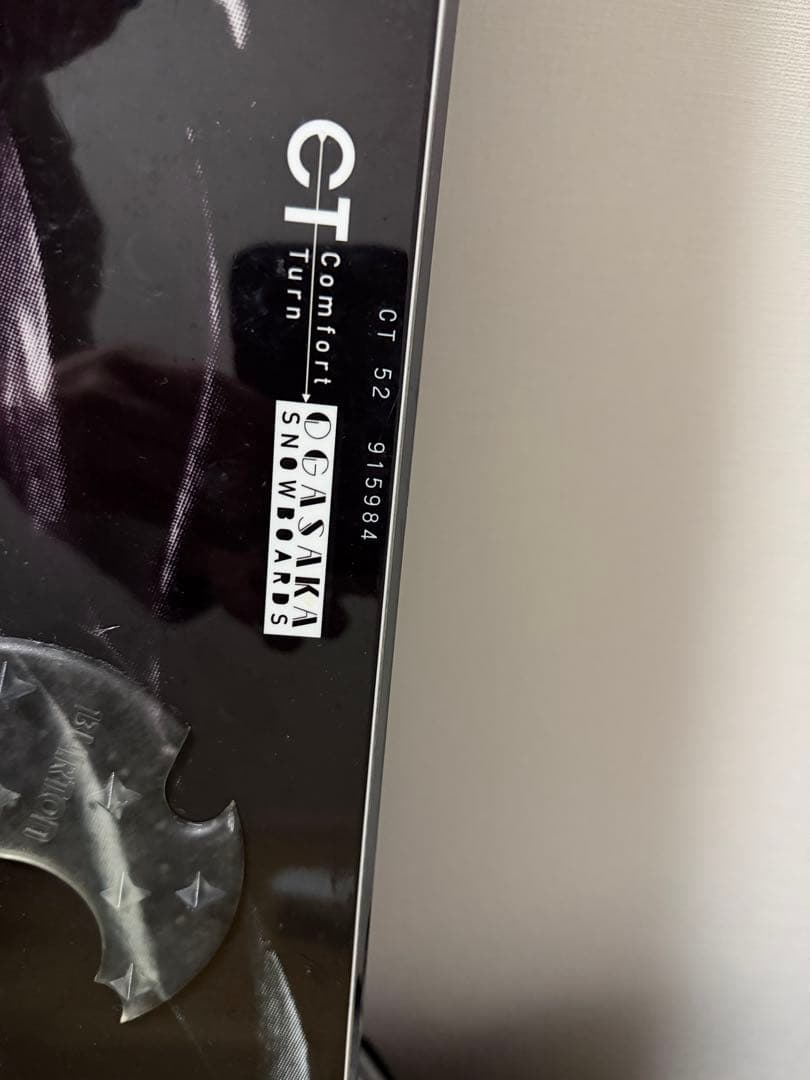 CT
Comfort
Turn
OGASAKA
SNOWBOARDS
CT 52 915984
BURTON